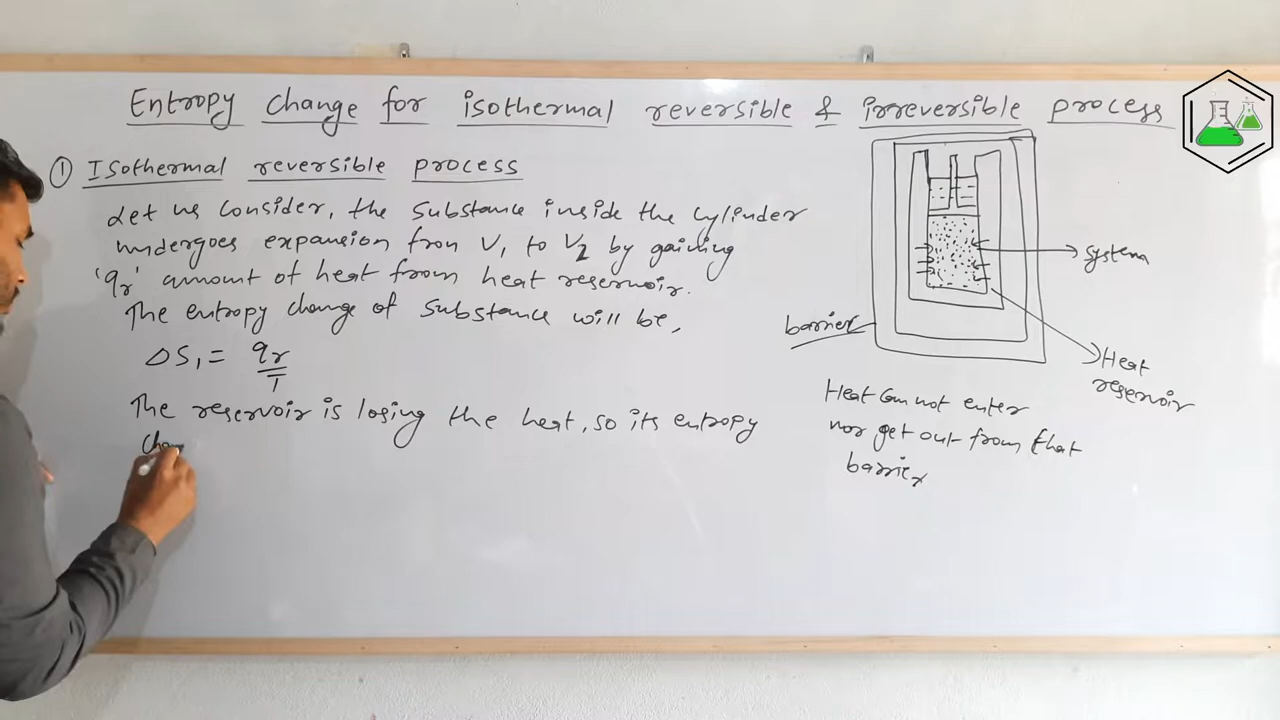 Entropy change for isothermal reversible & irreversible process
① Isothermal reversible process
Let us consider, the substance inside the cylinder
undergoes expansion from V₁ to V₂ by gaining
'qr' amount of heat from heat reservoir.
The entropy change of substance will be,
ΔS₁ = qr/T
The reservoir is losing the heat, so its entropy
system
barrier
Heat
reservoir
Heat can not enter
nor get out from that
barrier